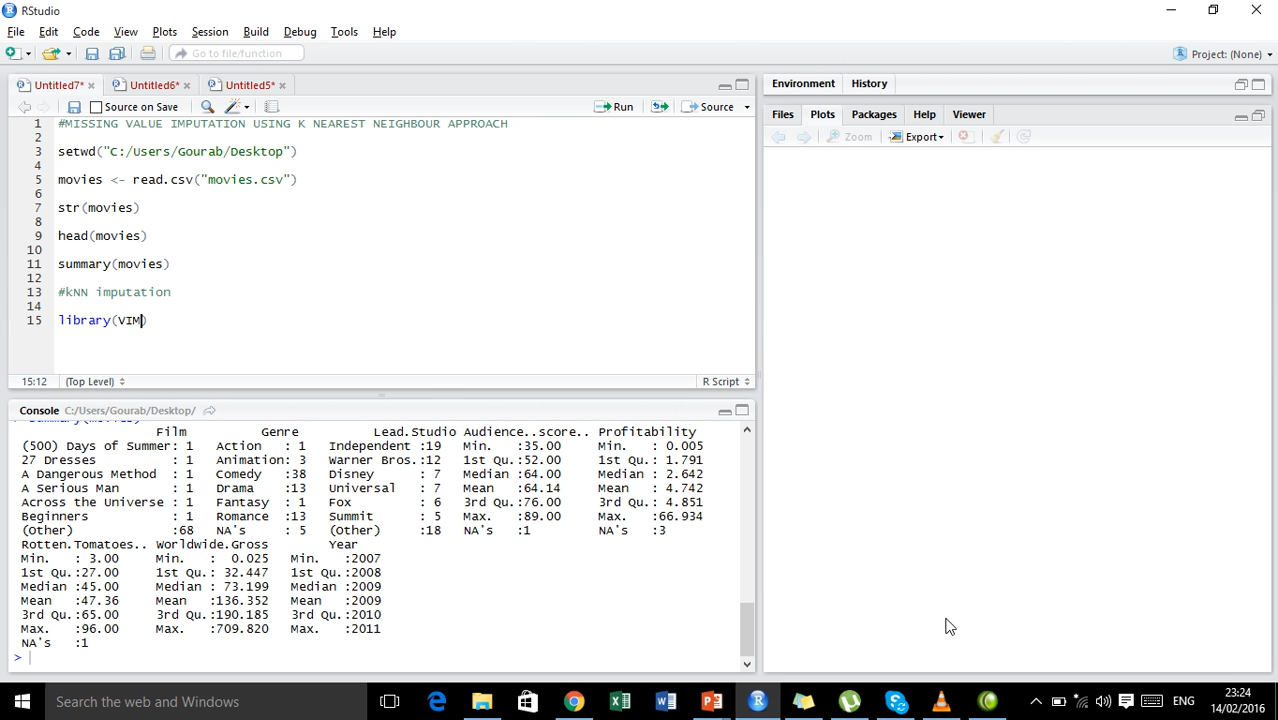 RStudio
File Edit Code View Plots Session Build Debug Tools Help
Go to file/function
Project: (None)
Untitled7* Untitled6* Untitled5*
Environment History
Source on Save Run Source
Files Plots Packages Help Viewer
Zoom Export
1 #MISSING VALUE IMPUTATION USING K NEAREST NEIGHBOUR APPROACH
2
3 setwd("C:/Users/Gourab/Desktop")
4
5 movies <- read.csv("movies.csv")
6
7 str(movies)
8
9 head(movies)
10
11 summary(movies)
12
13 #kNN imputation
14
15 library(VIM)
15:12 (Top Level) R Script
Console C:/Users/Gourab/Desktop/
Film Genre Lead.Studio Audience..score.. Profitability
(500) Days of Summer: 1 Action : 1 Independent :19 Min. :35.00 Min. : 0.005
27 Dresses : 1 Animation: 3 Warner Bros.:12 1st Qu.:52.00 1st Qu.: 1.791
A Dangerous Method : 1 Comedy :38 Disney : 7 Median :64.00 Median : 2.642
A Serious Man : 1 Drama :13 Universal : 7 Mean :64.14 Mean : 4.742
Across the Universe : 1 Fantasy : 1 Fox : 6 3rd Qu.:76.00 3rd Qu.: 4.851
Beginners : 1 Romance :13 Summit : 5 Max. :89.00 Max. :66.934
(Other) :68 NA's : 5 (Other) :18 NA's :1 NA's :3
Rotten.Tomatoes.. Worldwide.Gross Year
Min. : 3.00 Min. : 0.025 Min. :2007
1st Qu.:27.00 1st Qu.: 32.447 1st Qu.:2008
Median :45.00 Median : 73.199 Median :2009
Mean :47.36 Mean :136.352 Mean :2009
3rd Qu.:65.00 3rd Qu.:190.185 3rd Qu.:2010
Max. :96.00 Max. :709.820 Max. :2011
NA's :1
>
Search the web and Windows
ENG
23:24
14/02/2016